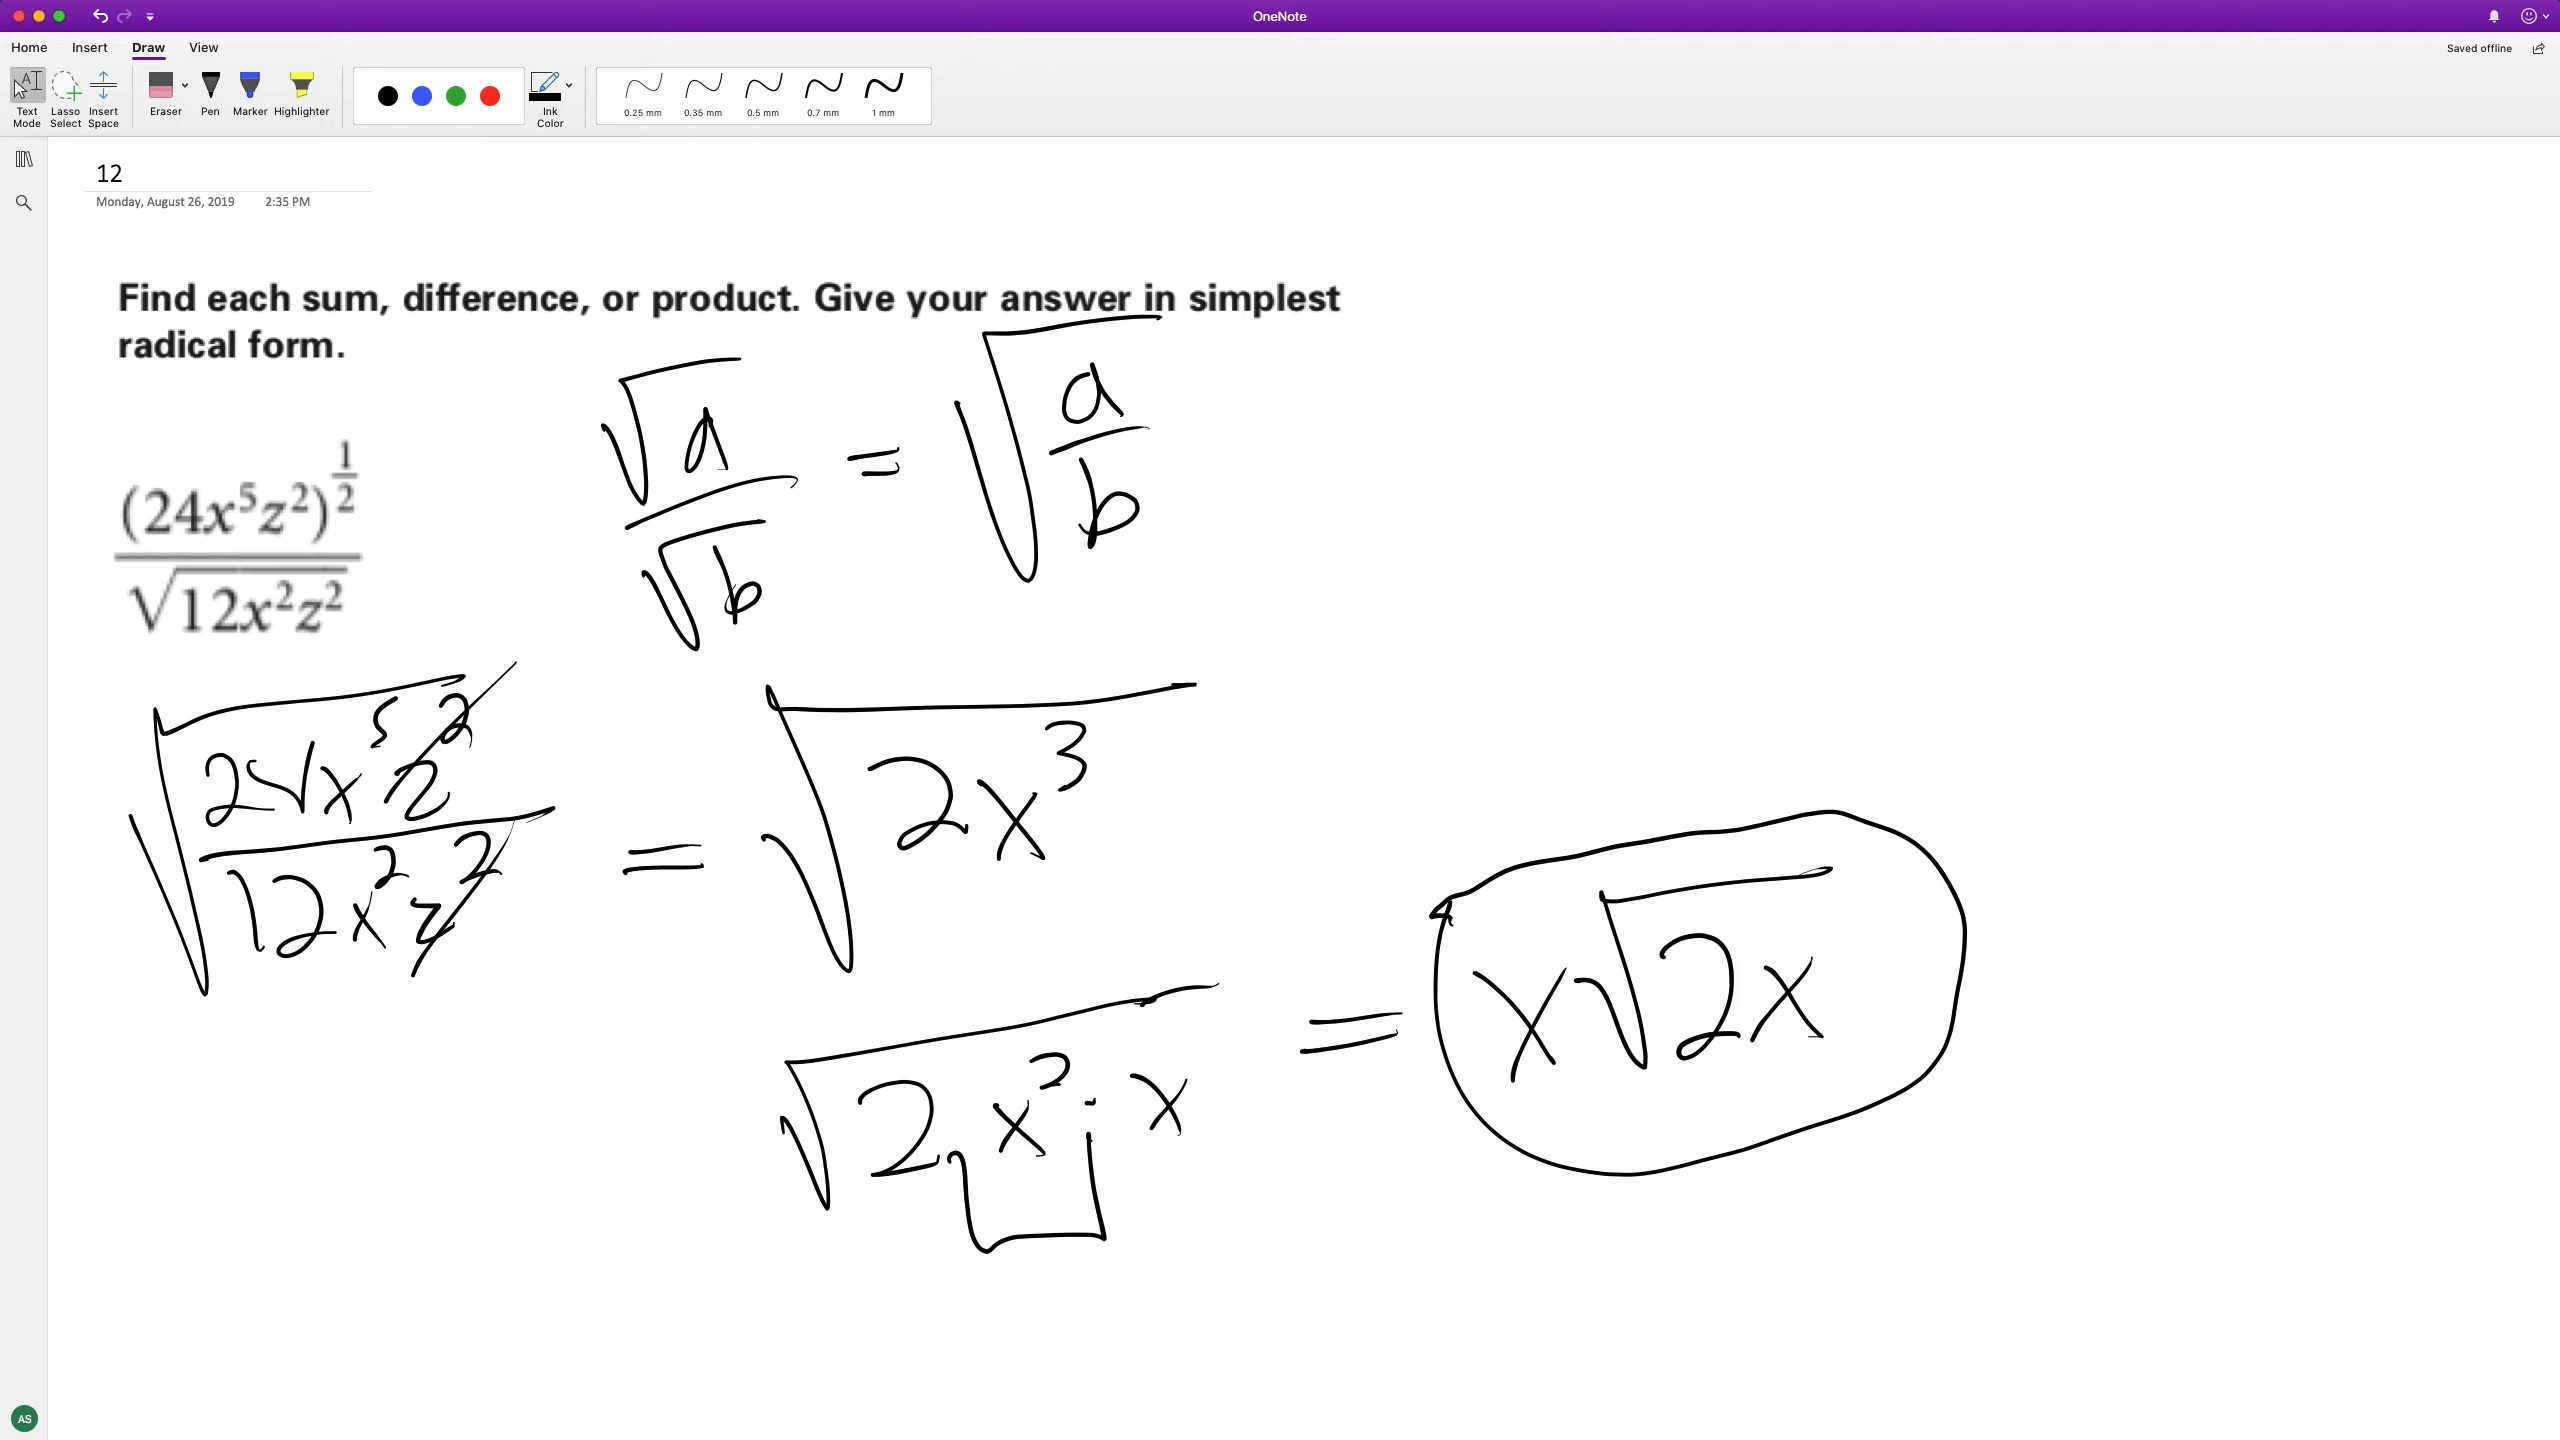 OneNote
Home Insert Draw View
Saved offline
Text Mode
Lasso Select
Insert Space
Eraser
Pen
Marker
Highlighter
Ink Color
0.25 mm
0.35 mm
0.5 mm
0.7 mm
1 mm
12
Monday, August 26, 2019 2:35 PM
Find each sum, difference, or product. Give your answer in simplest
radical form.
(24x⁵z²)^(1/2) / √(12x²z²)
√a / √b = √(a/b)
√(24x⁵z² / 12x²z²) = √(2x³)
√(2 · x² · x) = x√(2x)
AS